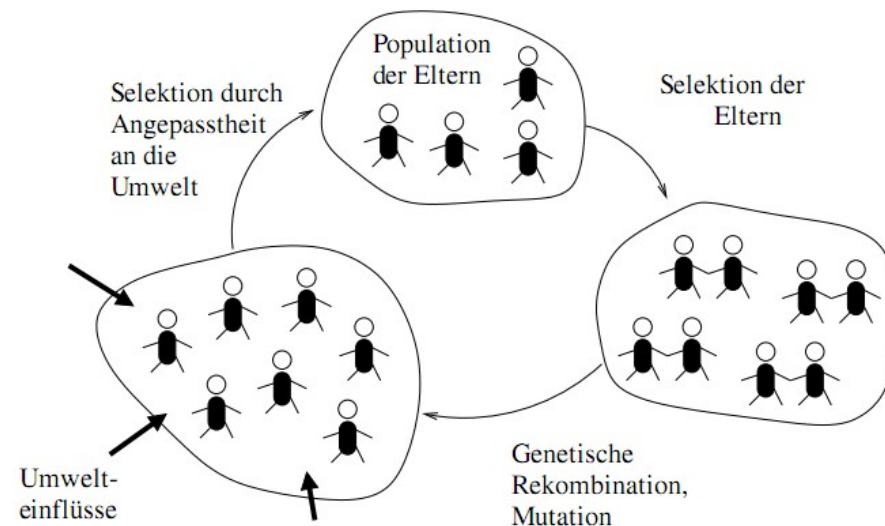 Population
der Eltern
Selektion der
Eltern
Genetische
Rekombination,
Mutation
Umwelt-
einflüsse
Selektion durch
Angepasstheit
an die
Umwelt